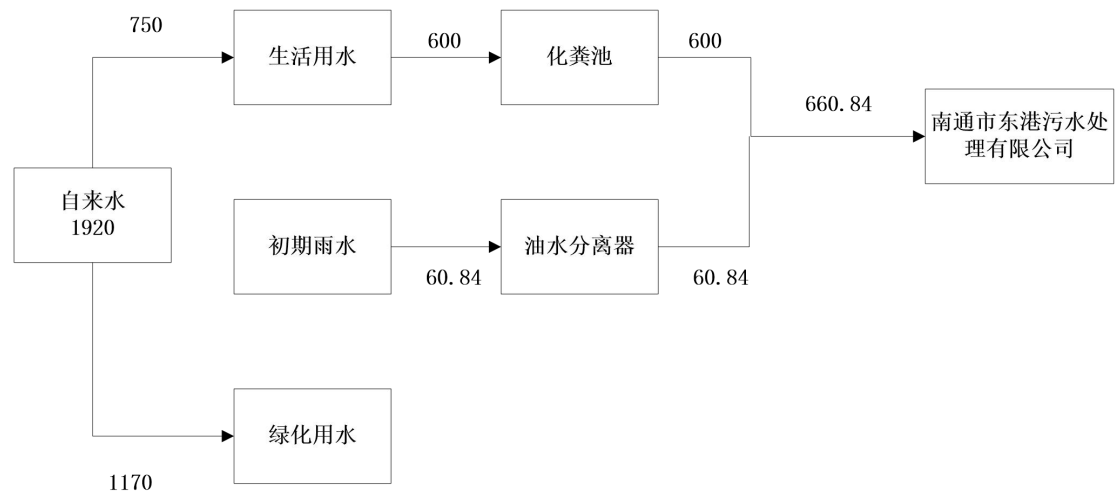 750
生活用水
600
化粪池
600
660.84
南通市东港污水处
理有限公司
自来水
1920
初期雨水
60.84
油水分离器
60.84
绿化用水
1170